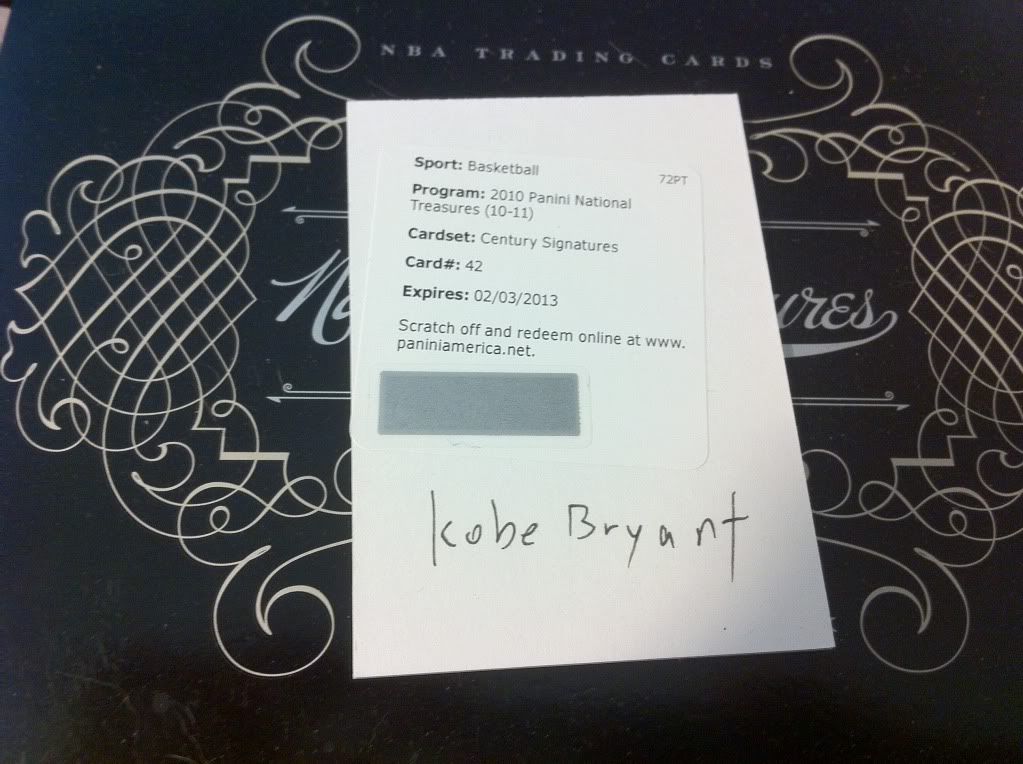 NBA TRADING CARDS
Sport: Basketball
72PT
Program: 2010 Panini National
Treasures (10-11)
Cardset: Century Signatures
Card#: 42
Expires: 02/03/2013
Scratch off and redeem online at www.
paniniamerica.net.
Kobe Bryant